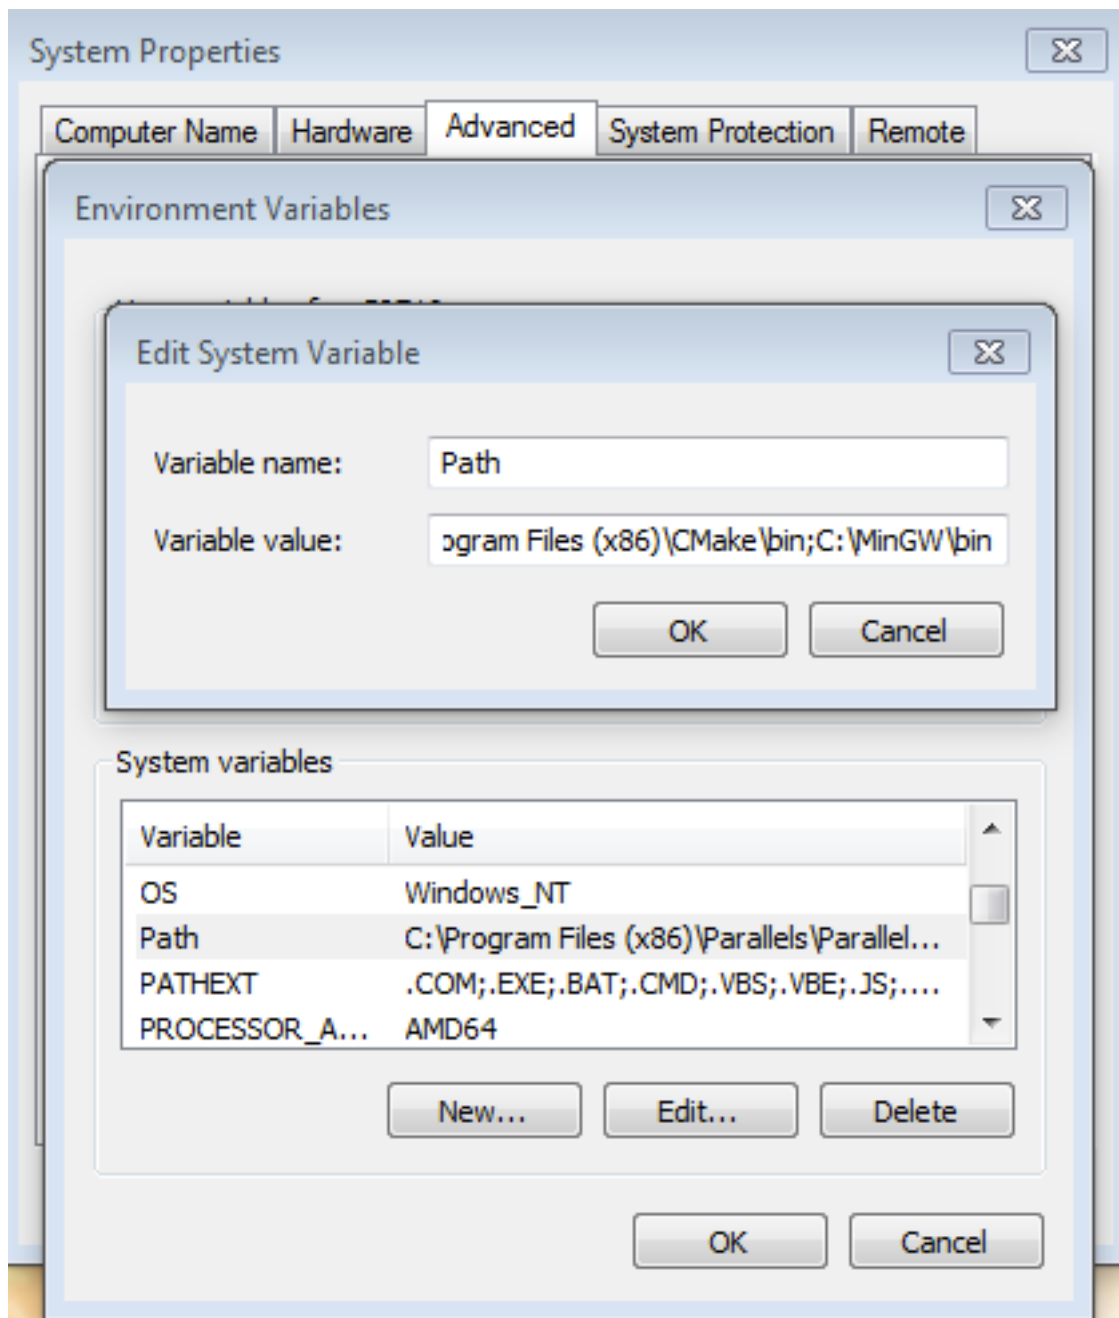 System Properties
Computer Name Hardware Advanced System Protection Remote
Environment Variables
Edit System Variable
Variable name: Path
Variable value: ogram Files (x86)\CMake\bin;C:\MinGW\bin
OK Cancel
System variables
Variable Value
OS Windows_NT
Path C:\Program Files (x86)\Parallels\Parallel...
PATHEXT .COM;.EXE;.BAT;.CMD;.VBS;.VBE;.JS;....
PROCESSOR_A... AMD64
New... Edit... Delete
OK Cancel